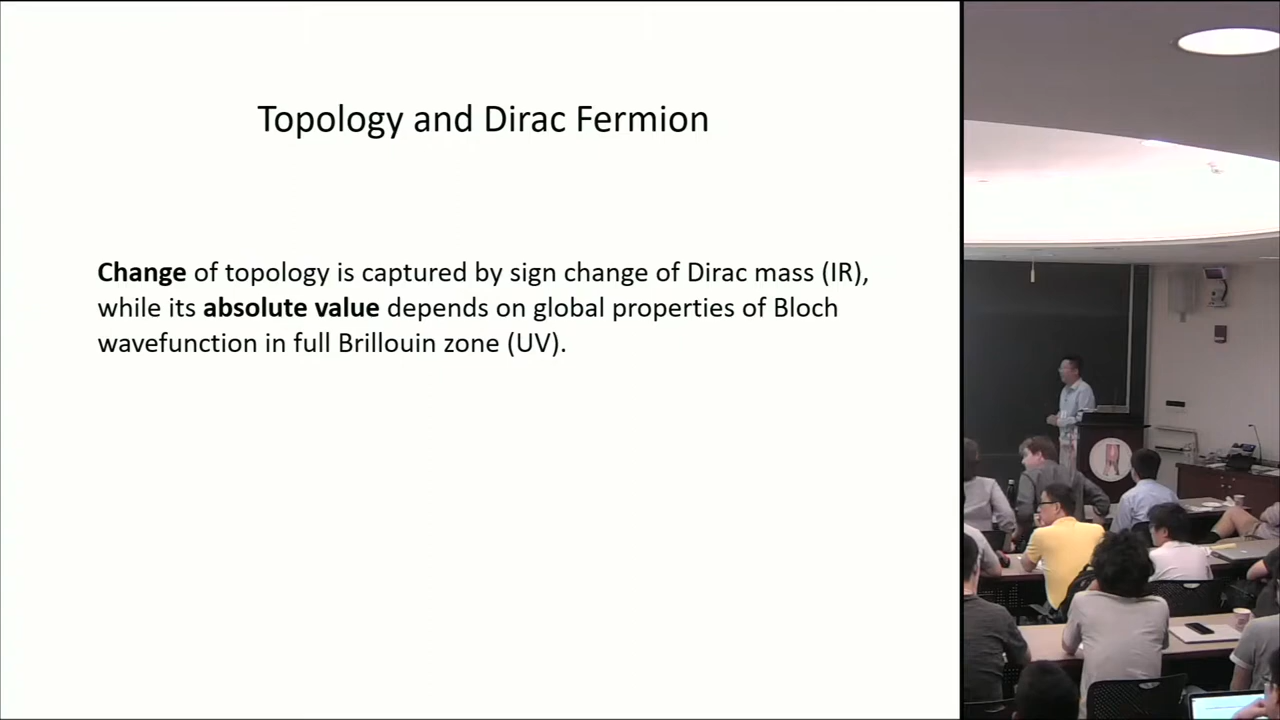 Topology and Dirac Fermion
Change of topology is captured by sign change of Dirac mass (IR),
while its absolute value depends on global properties of Bloch
wavefunction in full Brillouin zone (UV).